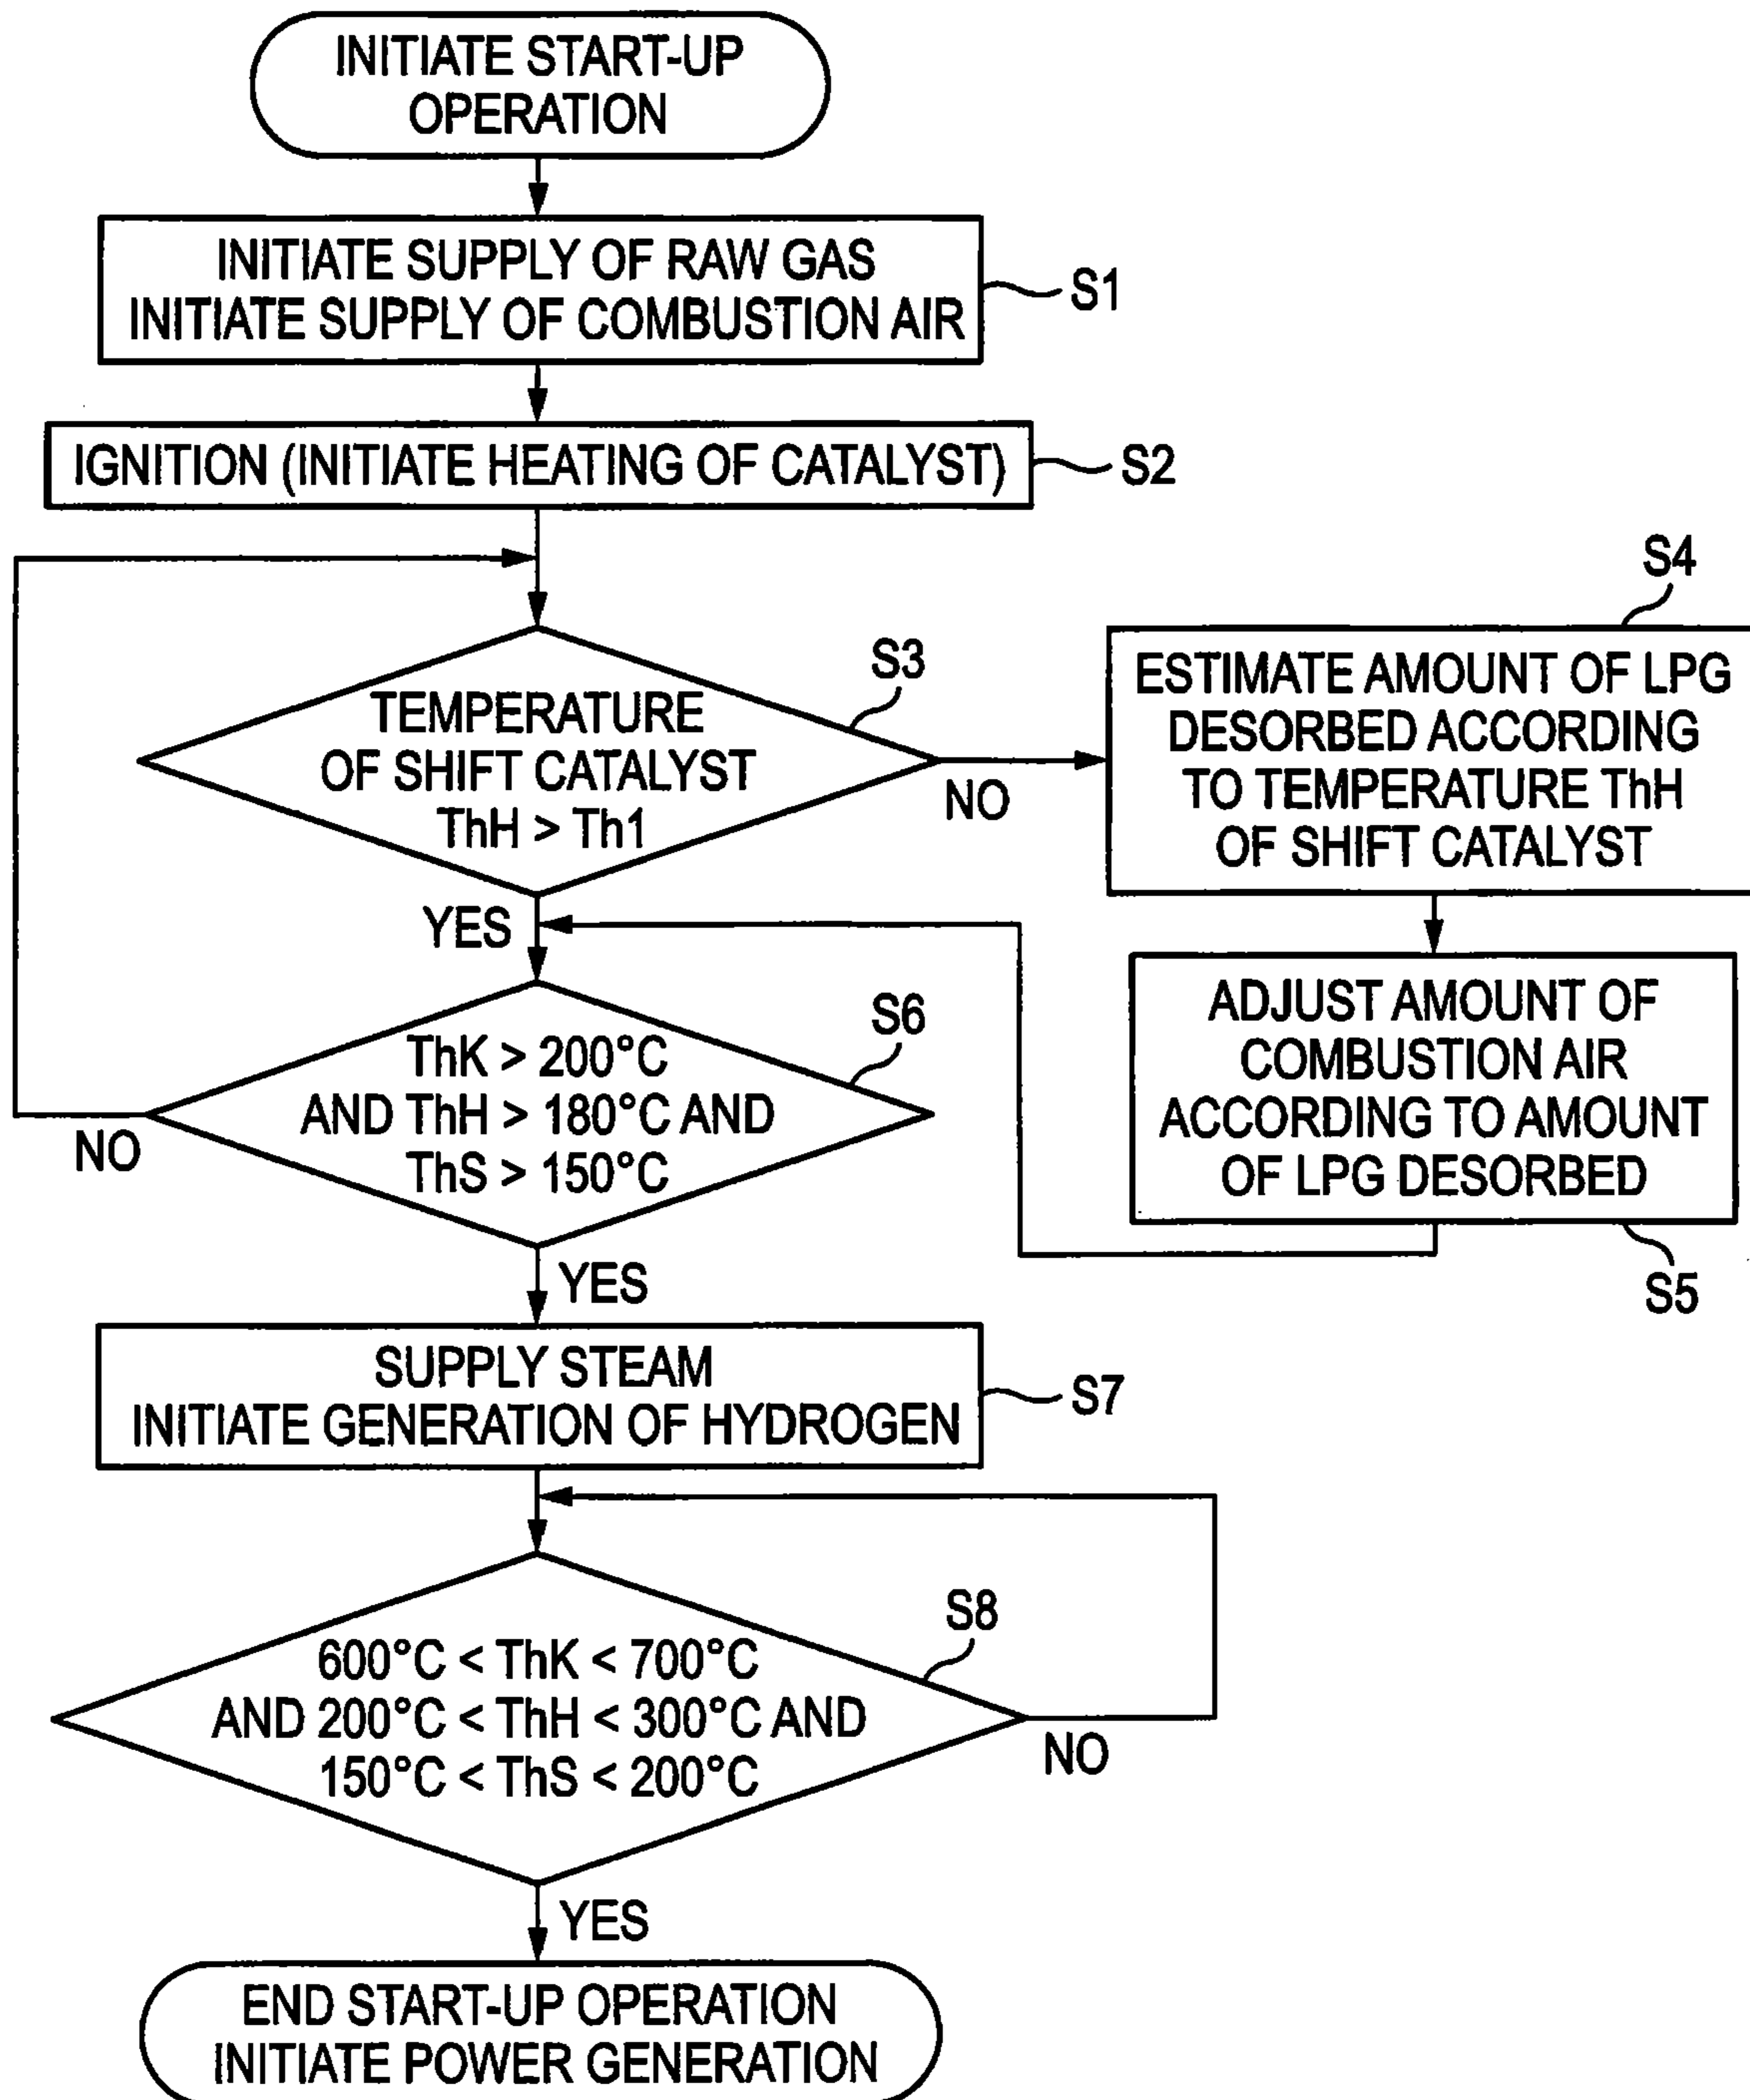 INITIATE START-UP
OPERATION
INITIATE SUPPLY OF RAW GAS
INITIATE SUPPLY OF COMBUSTION AIR
S1
IGNITION (INITIATE HEATING OF CATALYST)
S2
S3
TEMPERATURE
OF SHIFT CATALYST
ThH > Th1
NO
YES
S4
ESTIMATE AMOUNT OF LPG
DESORBED ACCORDING
TO TEMPERATURE ThH
OF SHIFT CATALYST
ADJUST AMOUNT OF
COMBUSTION AIR
ACCORDING TO AMOUNT
OF LPG DESORBED
S5
S6
ThK > 200°C
AND ThH > 180°C AND
ThS > 150°C
NO
YES
SUPPLY STEAM
INITIATE GENERATION OF HYDROGEN
S7
S8
600°C < ThK < 700°C
AND 200°C < ThH < 300°C AND
150°C < ThS < 200°C
NO
YES
END START-UP OPERATION
INITIATE POWER GENERATION